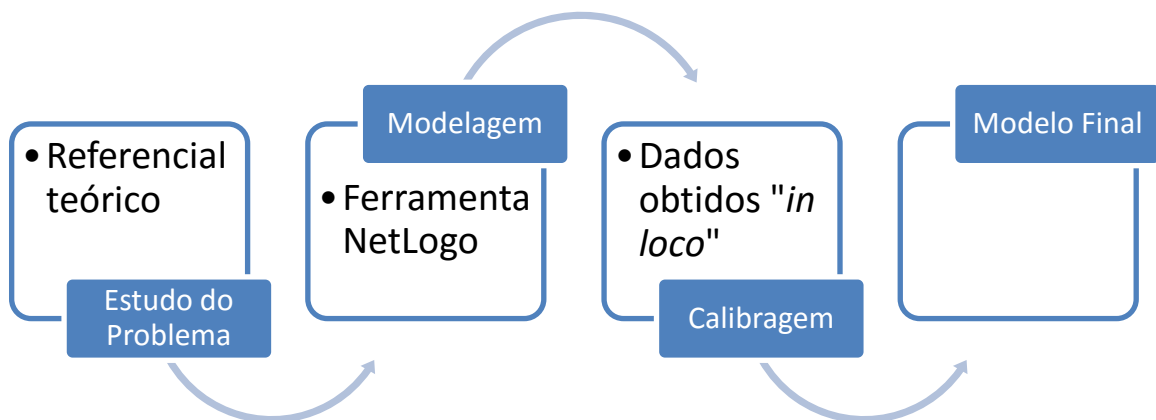 • Referencial
teórico
Estudo do
Problema
Modelagem
• Ferramenta
NetLogo
• Dados
obtidos "in
loco"
Calibragem
Modelo Final